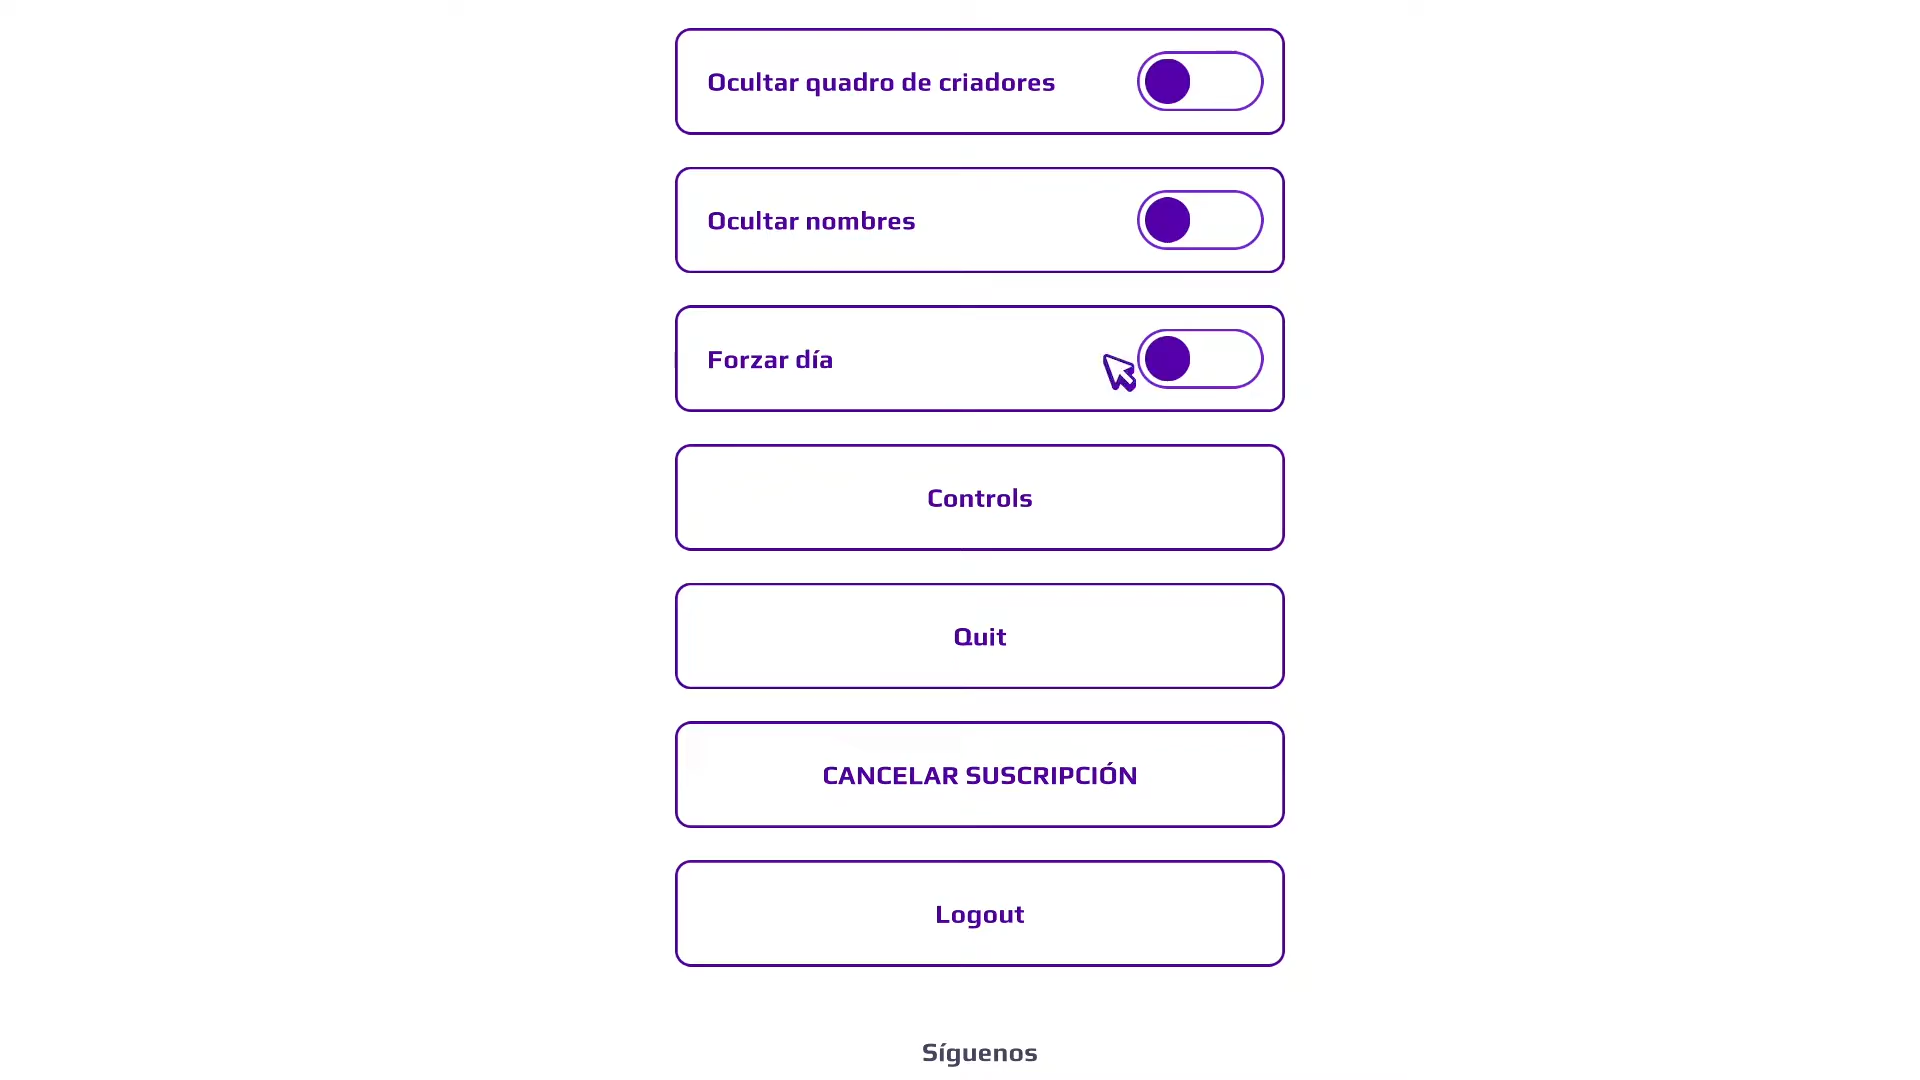 Ocultar quadro de criadores
Ocultar nombres
Forzar día
Controls
Quit
CANCELAR SUSCRIPCIÓN
Logout
Síguenos